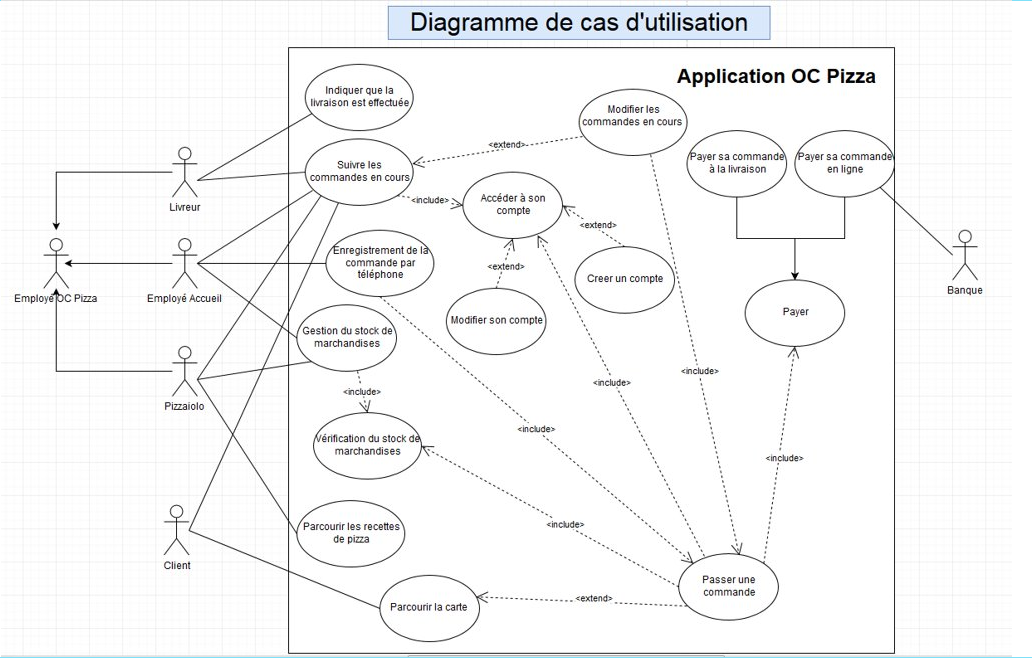 Diagramme de cas d'utilisation
Application OC Pizza
Indiquer que la
livraison est effectuée
Modifier les
commandes en cours
<extend>
Payer sa commande
à la livraison
Payer sa commande
en ligne
Suivre les
commandes en cours
<include>
Accéder à son
compte
Livreur
<extend>
Enregistrement de la
commande par
téléphone
<extend>
Creer un compte
Employé OC Pizza
Employé Accueil
Banque
Modifier son compte
Payer
Gestion du stock de
marchandises
<include>
<include>
<include>
Pizzaiolo
<include>
Vérification du stock de
marchandises
<include>
<include>
Parcourir les recettes
de pizza
Client
Passer une
commande
<extend>
Parcourir la carte